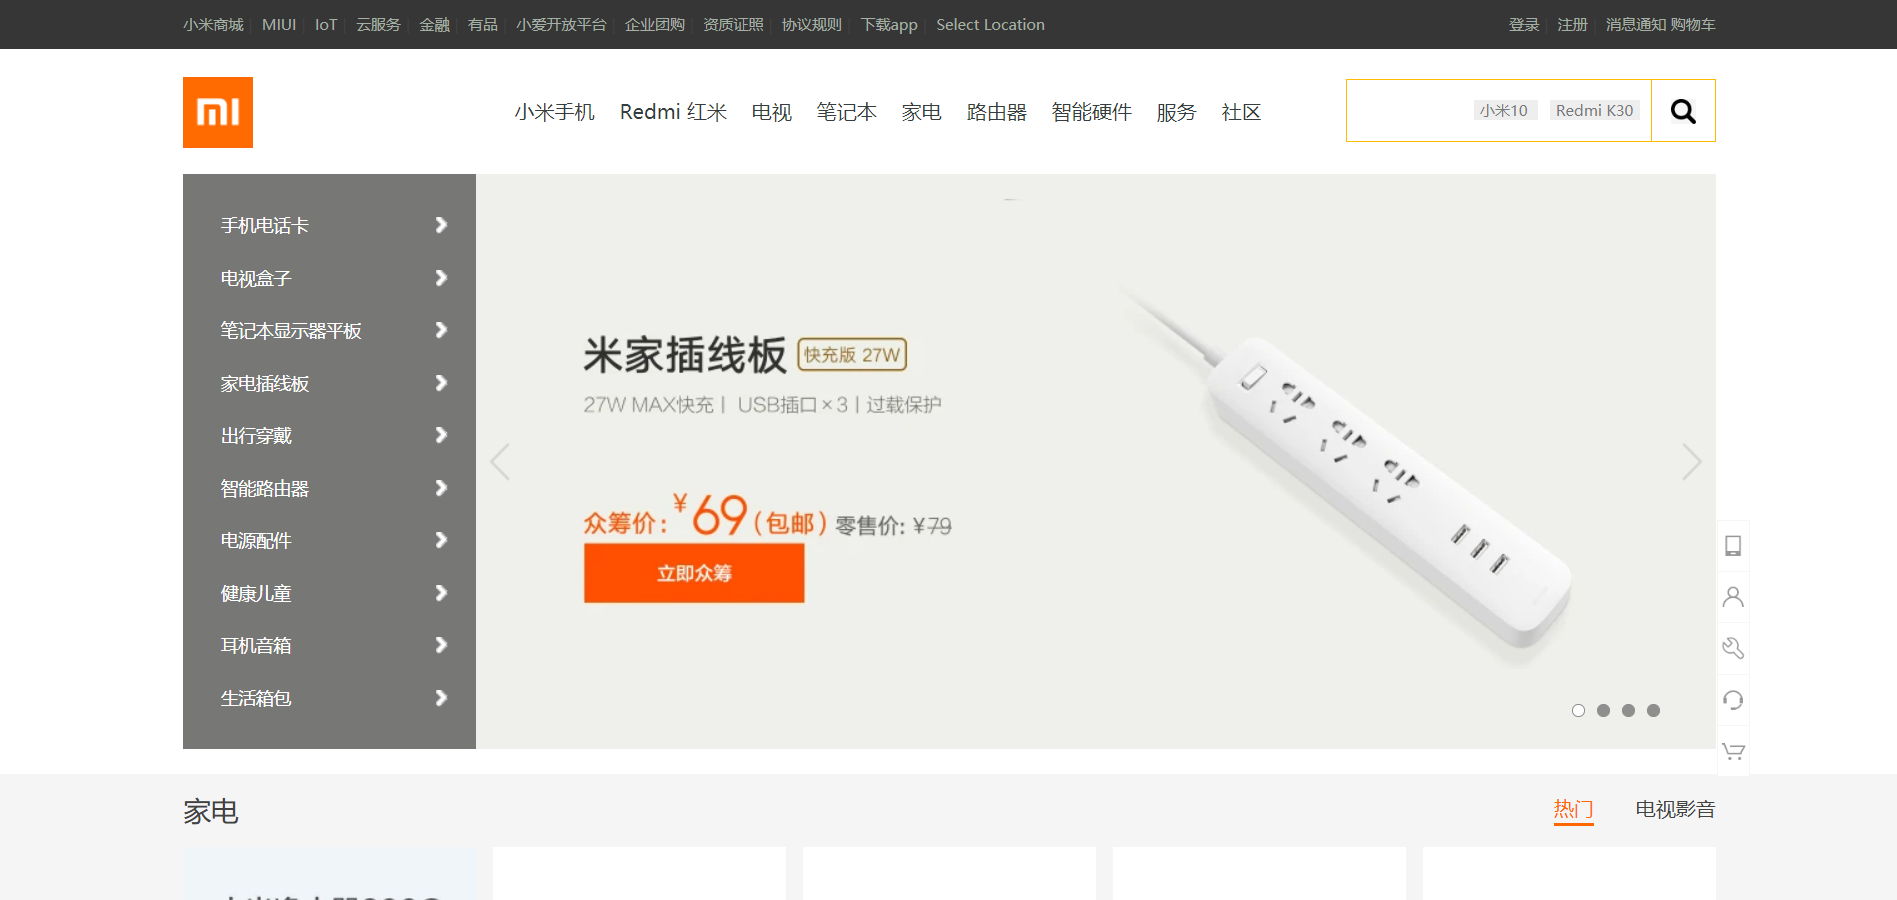 小米商城 MIUI IoT 云服务 金融 有品 小爱开放平台 企业团购 资质证照 协议规则 下载app Select Location 登录 注册 消息通知 购物车
mi
小米手机 Redmi 红米 电视 笔记本 家电 路由器 智能硬件 服务 社区 小米10 Redmi K30
手机电话卡
电视盒子
笔记本显示器平板
家电插线板
出行穿戴
智能路由器
电源配件
健康儿童
耳机音箱
生活箱包
米家插线板 快充版 27W
27W MAX快充丨 USB插口×3丨过载保护
众筹价：¥69（包邮）零售价: ¥79
立即众筹
家电 热门 电视影音